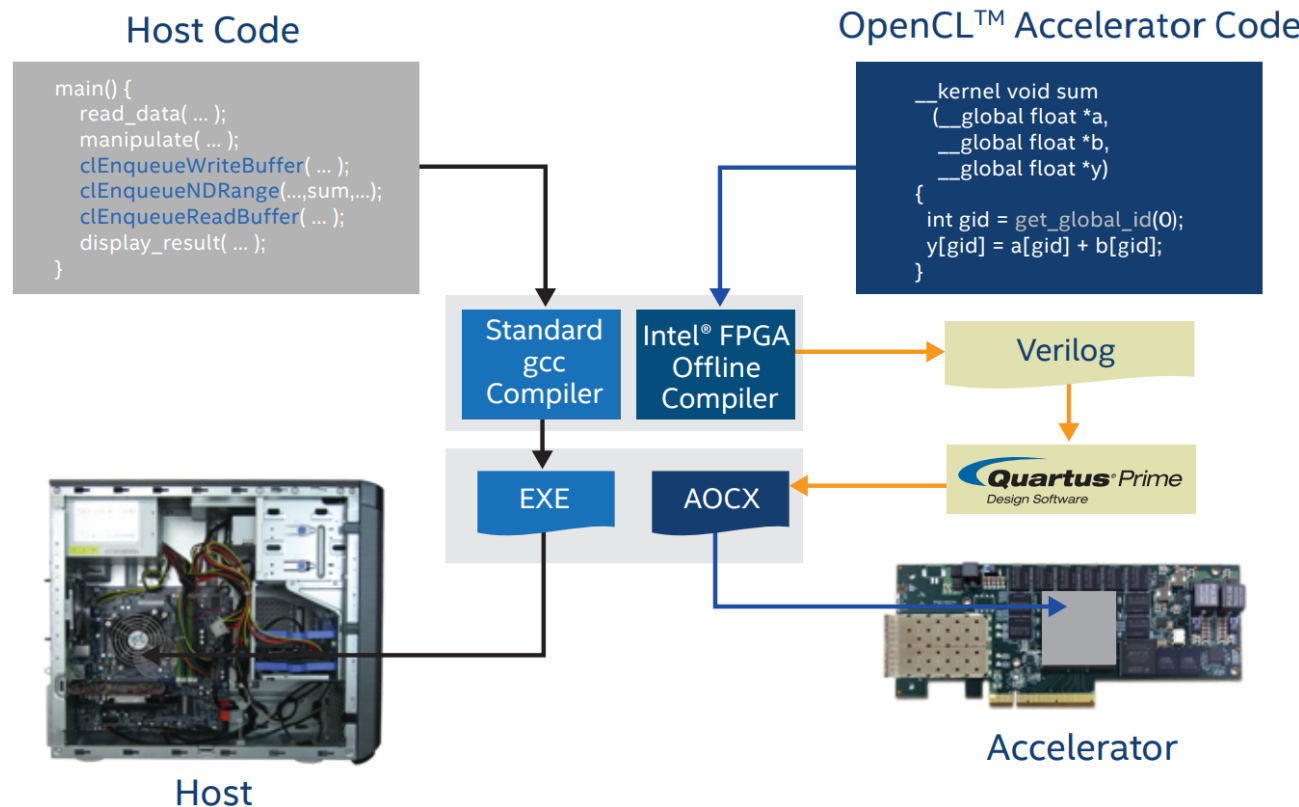 Host Code
main() {
read_data( ... );
manipulate( ... );
clEnqueueWriteBuffer( ... );
clEnqueueNDRange(...,sum,...);
clEnqueueReadBuffer( ... );
display_result( ... );
}
OpenCL™ Accelerator Code
__kernel void sum
(__global float *a,
__global float *b,
__global float *y)
{
int gid = get_global_id(0);
y[gid] = a[gid] + b[gid];
}
Standard
gcc
Compiler
Intel® FPGA
Offline
Compiler
Verilog
EXE
AOCX
Quartus® Prime
Design Software
Host
Accelerator